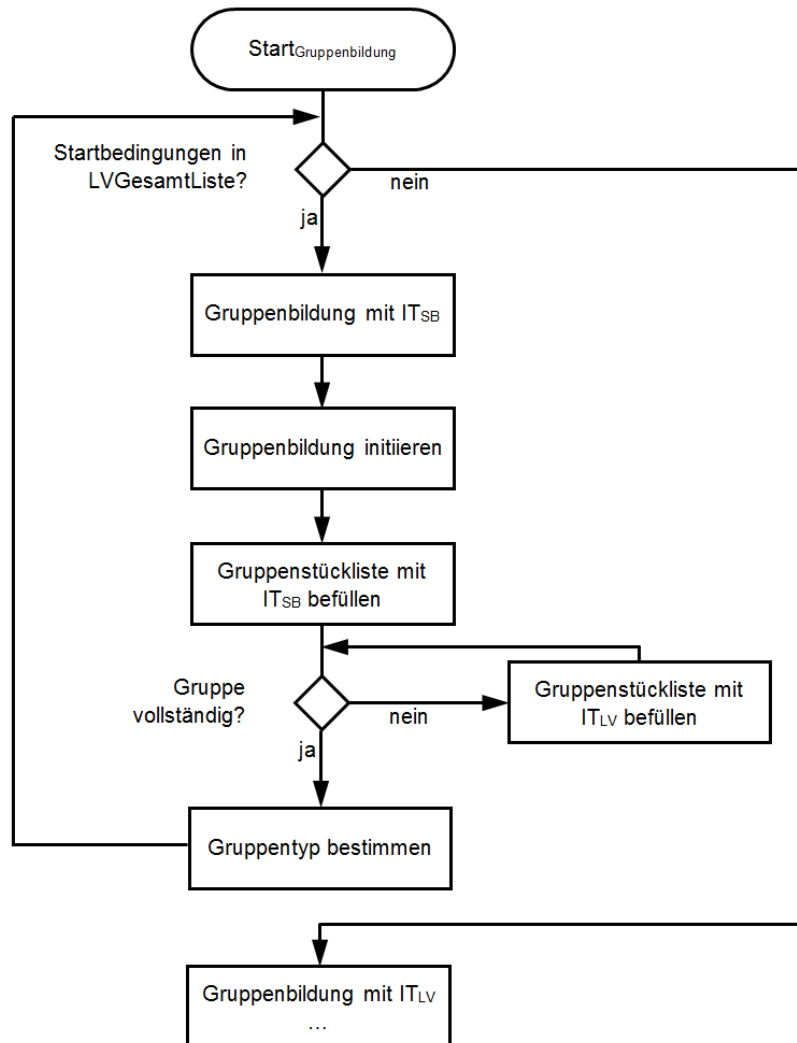 StartGruppenbildung
Startbedingungen in
LVGesamtListe?
nein
ja
Gruppenbildung mit ITSB
Gruppenbildung initiieren
Gruppenstückliste mit
ITSB befüllen
Gruppe
vollständig?
nein
Gruppenstückliste mit
ITLV befüllen
ja
Gruppentyp bestimmen
Gruppenbildung mit ITLV
...